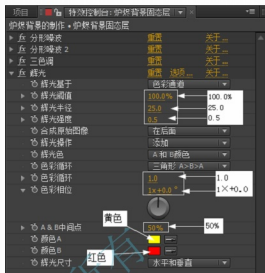 项目 特效控制台: 炉煨背景固态层
炉煨背景的制作 • 炉煨背景固态层
fx 分形噪波 重置 关于...
fx 分形噪波 2 重置 关于...
fx 三色调 重置 关于...
fx 辉光 重置 选项... 关于...
辉光基于 色彩通道
辉光阈值 100.0% 100.0%
辉光半径 25.0 25.0
辉光强度 0.5 0.5
合成原始图像 在后面
辉光操作 添加
辉光色 A 和 B颜色
色彩循环 三角形 A>B>A
色彩循环 1.0 1.0
色彩相位 1x+0.0° 1×+0.0
黄色
A & B中间点 50% 50%
颜色A
颜色B
红色
辉光尺寸 水平和垂直